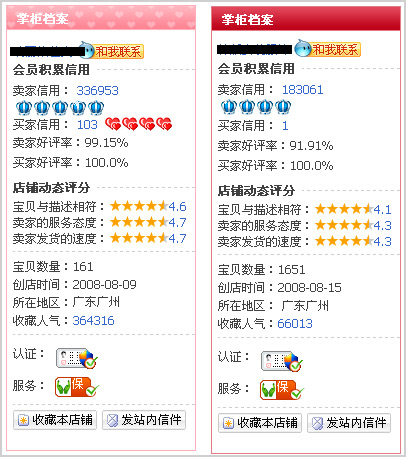 掌柜档案
和我联系
会员积累信用
卖家信用： 336953
买家信用： 103
卖家好评率：99.15%
买家好评率：100.0%
店铺动态评分
宝贝与描述相符：4.6
卖家的服务态度：4.7
卖家发货的速度：4.7
宝贝数量：161
创店时间：2008-08-09
所在地区： 广东广州
收藏人气：364316
认证：
服务： 保
收藏本店铺 发站内信件
掌柜档案
和我联系
会员积累信用
卖家信用： 183061
买家信用： 1
卖家好评率：91.91%
买家好评率：100.0%
店铺动态评分
宝贝与描述相符：4.1
卖家的服务态度：4.3
卖家发货的速度：4.3
宝贝数量：1651
创店时间：2008-08-15
所在地区： 广东广州
收藏人气：66013
认证：
服务： 保
收藏本店铺 发站内信件